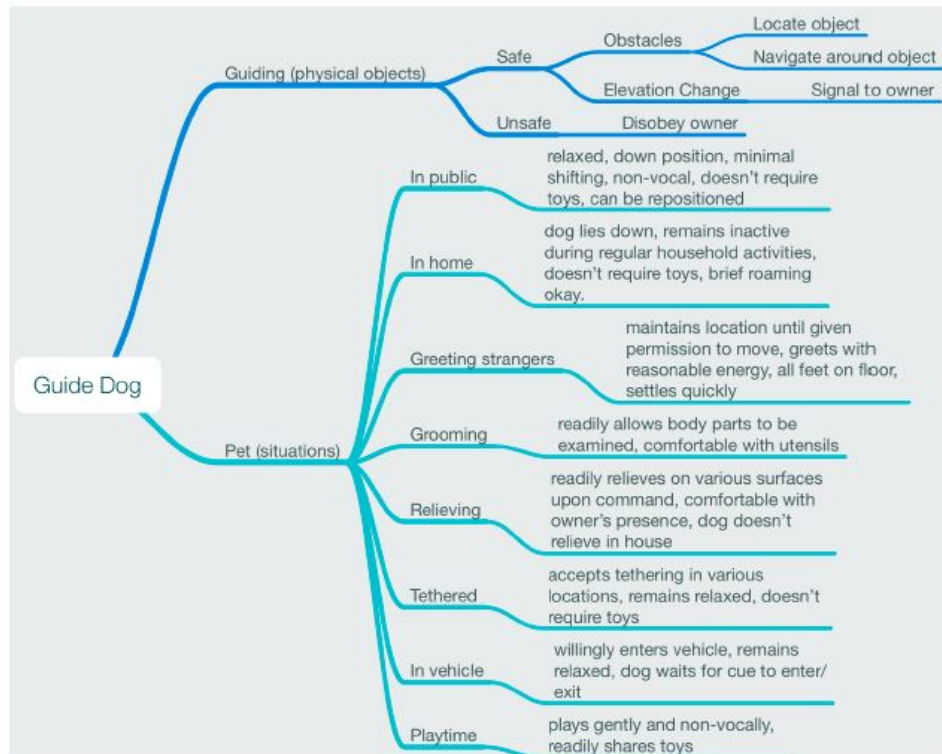 Guide Dog
Guiding (physical objects)
Safe
Obstacles
Locate object
Navigate around object
Elevation Change
Signal to owner
Unsafe
Disobey owner
Pet (situations)
In public
relaxed, down position, minimal
shifting, non-vocal, doesn't require
toys, can be repositioned
In home
dog lies down, remains inactive
during regular household activities,
doesn't require toys, brief roaming
okay.
Greeting strangers
maintains location until given
permission to move, greets with
reasonable energy, all feet on floor,
settles quickly
Grooming
readily allows body parts to be
examined, comfortable with utensils
Relieving
readily relieves on various surfaces
upon command, comfortable with
owner's presence, dog doesn't
relieve in house
Tethered
accepts tethering in various
locations, remains relaxed, doesn't
require toys
In vehicle
willingly enters vehicle, remains
relaxed, dog waits for cue to enter/
exit
Playtime
plays gently and non-vocally,
readily shares toys